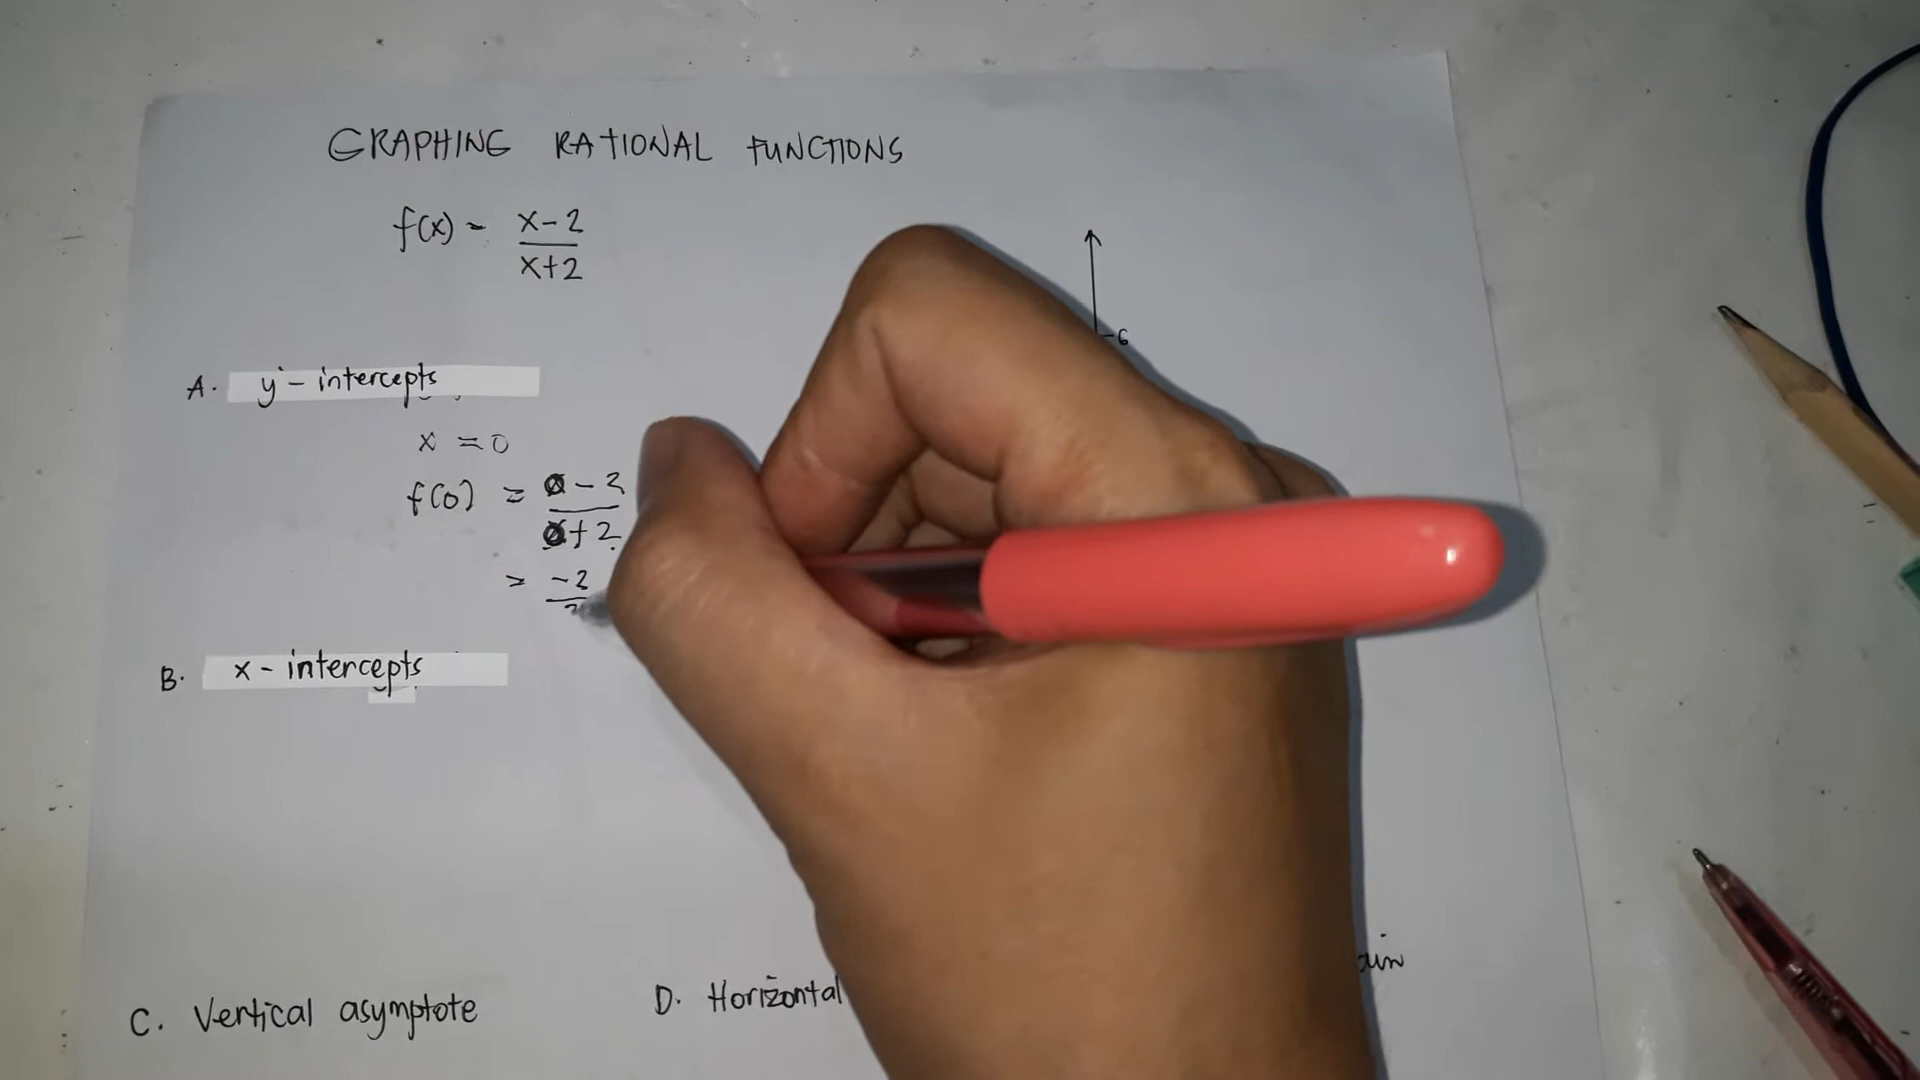 GRAPHING RATIONAL FUNCTIONS
f(x) = x-2
x+2
-6
A. y-intercepts
x = 0
f(0) = 0-2
0+2
= -2
B. x-intercepts
C. Vertical asymptote
D. Horizontal